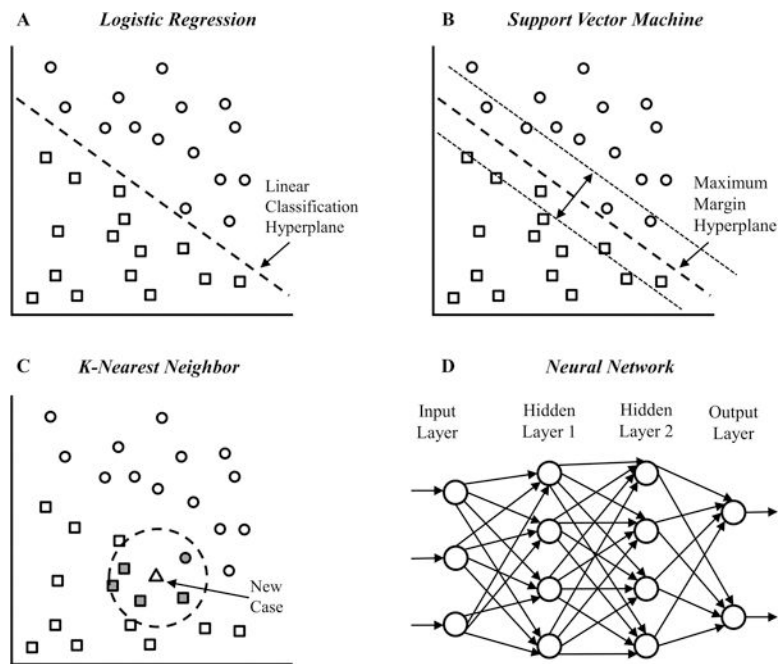 A Logistic Regression
Linear
Classification
Hyperplane
B Support Vector Machine
Maximum
Margin
Hyperplane
C K-Nearest Neighbor
New
Case
D Neural Network
Input
Layer
Hidden
Layer 1
Hidden
Layer 2
Output
Layer